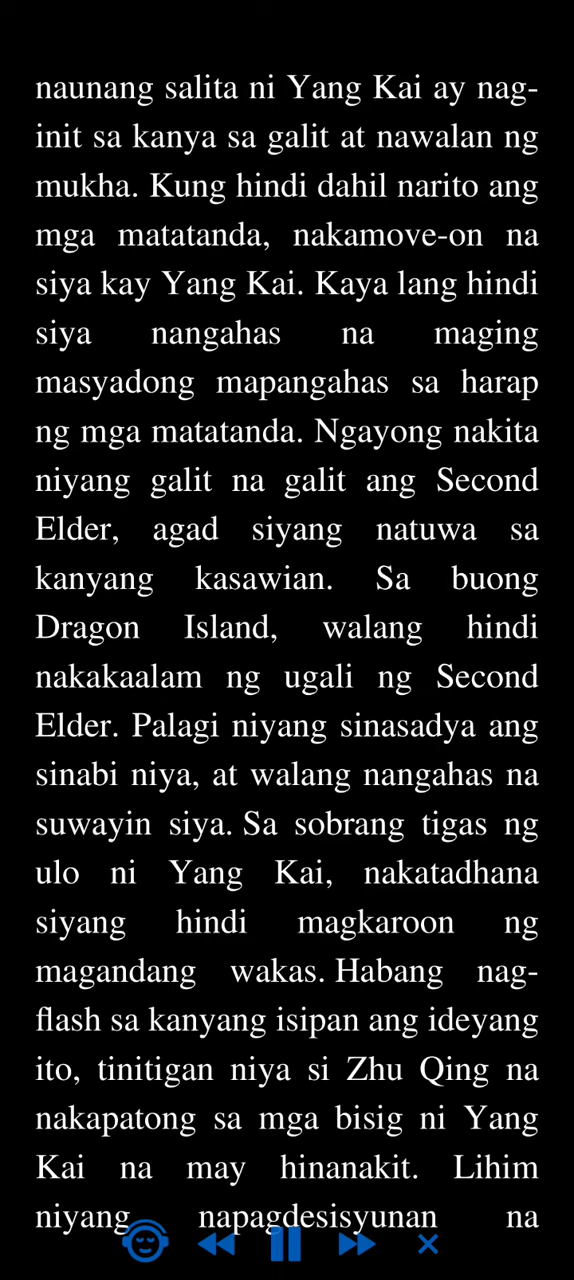 naunang salita ni Yang Kai ay nag-
init sa kanya sa galit at nawalan ng
mukha. Kung hindi dahil narito ang
mga matatanda, nakamove-on na
siya kay Yang Kai. Kaya lang hindi
siya nangahas na maging
masyadong mapangahas sa harap
ng mga matatanda. Ngayong nakita
niyang galit na galit ang Second
Elder, agad siyang natuwa sa
kanyang kasawian. Sa buong
Dragon Island, walang hindi
nakakaalam ng ugali ng Second
Elder. Palagi niyang sinasadya ang
sinabi niya, at walang nangahas na
suwayin siya. Sa sobrang tigas ng
ulo ni Yang Kai, nakatadhana
siyang hindi magkaroon ng
magandang wakas. Habang nag-
flash sa kanyang isipan ang ideyang
ito, tinitigan niya si Zhu Qing na
nakapatong sa mga bisig ni Yang
Kai na may hinanakit. Lihim
niyang napagdesisyunan na